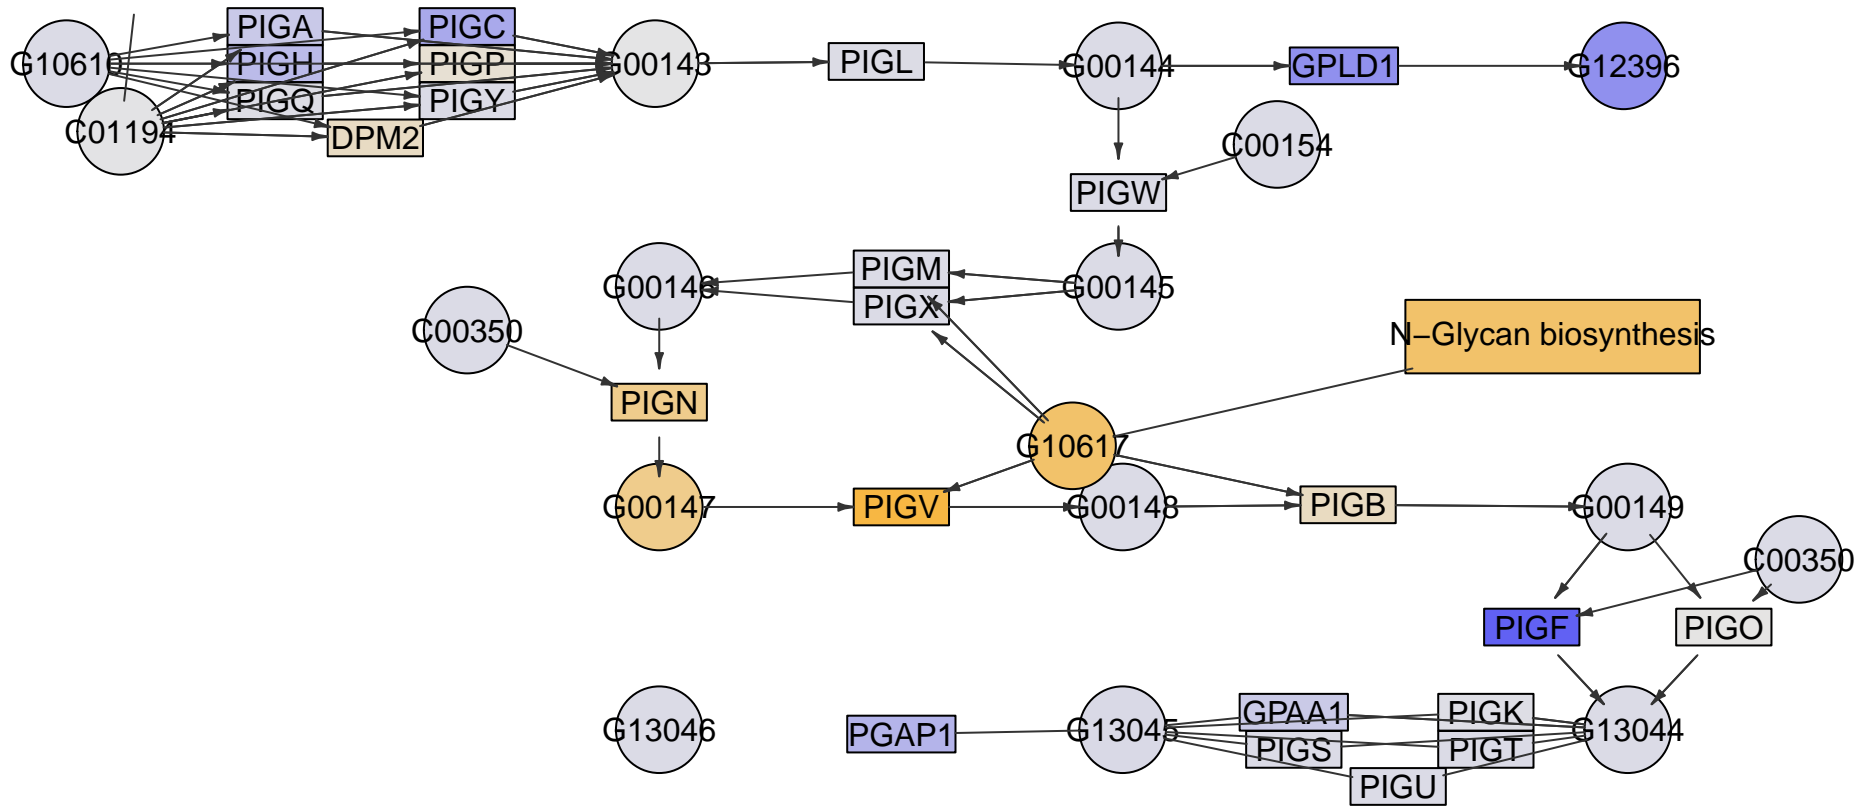 PIGA
PIGC
G10610
PIGH
PIGP
G00143
PIGL
G00144
GPLD1
G12396
PIGQ
PIGY
C01194
DPM2
C00154
PIGW
PIGM
G00146
G00145
PIGX
C00350
N−Glycan biosynthesis
PIGN
G10617
G00147
PIGV
G00148
PIGB
G00149
C00350
PIGF
PIGO
GPAA1
PIGK
G13046
PGAP1
G13045
G13044
PIGS
PIGT
PIGU